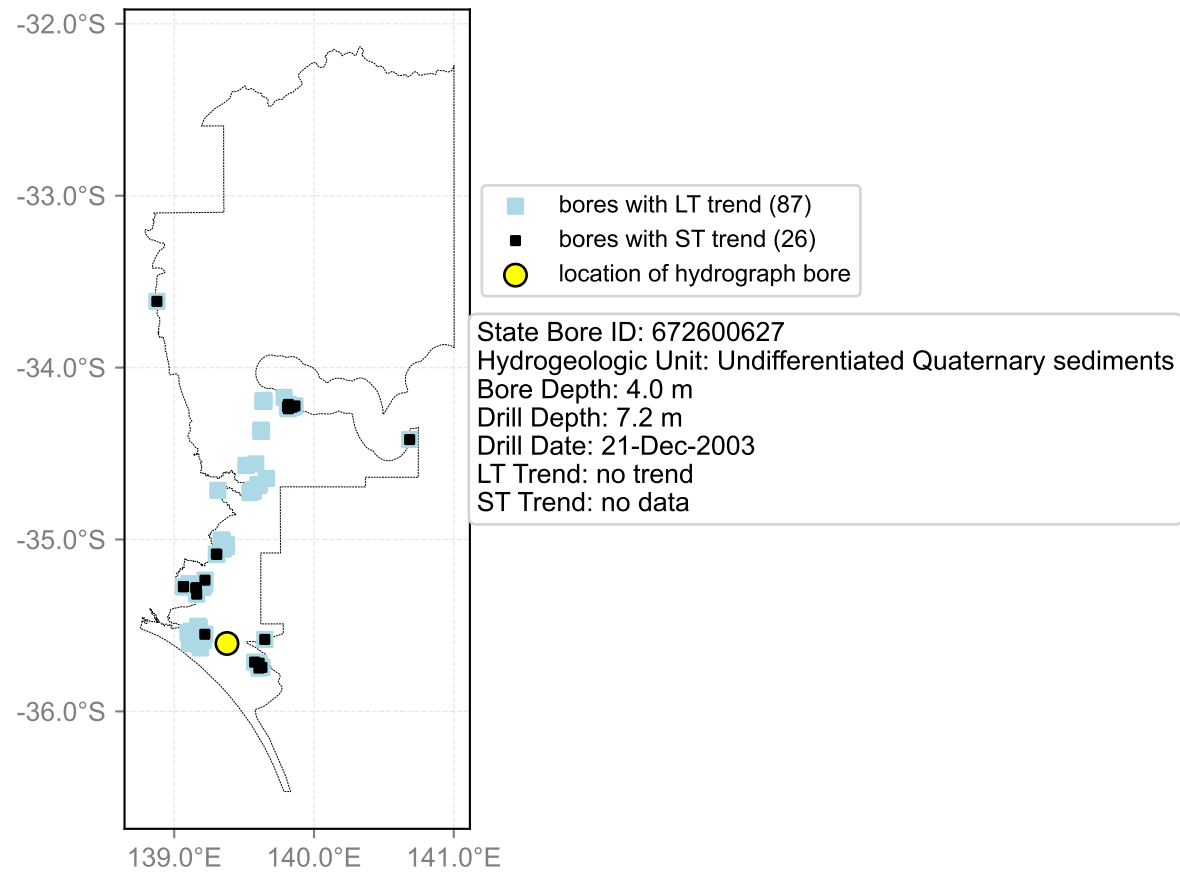 -32.0°S
-33.0°S
-34.0°S
-35.0°S
-36.0°S
139.0°E 140.0°E 141.0°E
bores with LT trend (87)
bores with ST trend (26)
location of hydrograph bore
State Bore ID: 672600627
Hydrogeologic Unit: Undifferentiated Quaternary sediments
Bore Depth: 4.0 m
Drill Depth: 7.2 m
Drill Date: 21-Dec-2003
LT Trend: no trend
ST Trend: no data